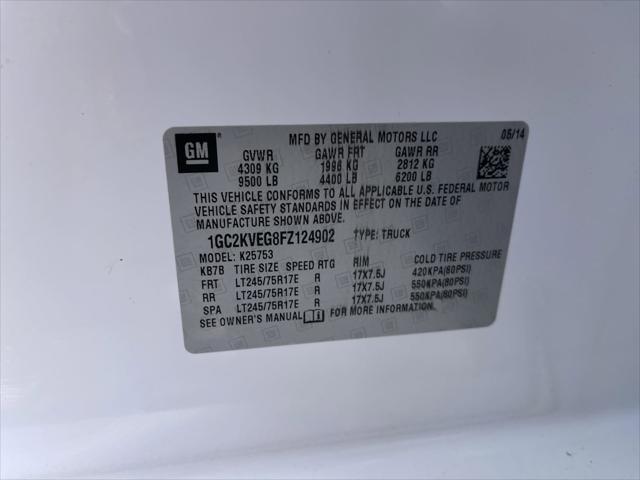 GM
MFD BY GENERAL MOTORS LLC 05/14
GVWR GAWR FRT GAWR RR
4309 KG 1996 KG 2812 KG
9500 LB 4400 LB 6200 LB
THIS VEHICLE CONFORMS TO ALL APPLICABLE U.S. FEDERAL MOTOR
VEHICLE SAFETY STANDARDS IN EFFECT ON THE DATE OF
MANUFACTURE SHOWN ABOVE.
1GC2KVEG8FZ124902 TYPE: TRUCK
MODEL: K25753
KB7B TIRE SIZE SPEED RTG RIM COLD TIRE PRESSURE
FRT LT245/75R17E R 17X7.5J 420KPA(60PSI)
RR LT245/75R17E R 17X7.5J 550KPA(80PSI)
SPA LT245/75R17E R 17X7.5J 550KPA(80PSI)
SEE OWNER'S MANUAL FOR MORE INFORMATION.